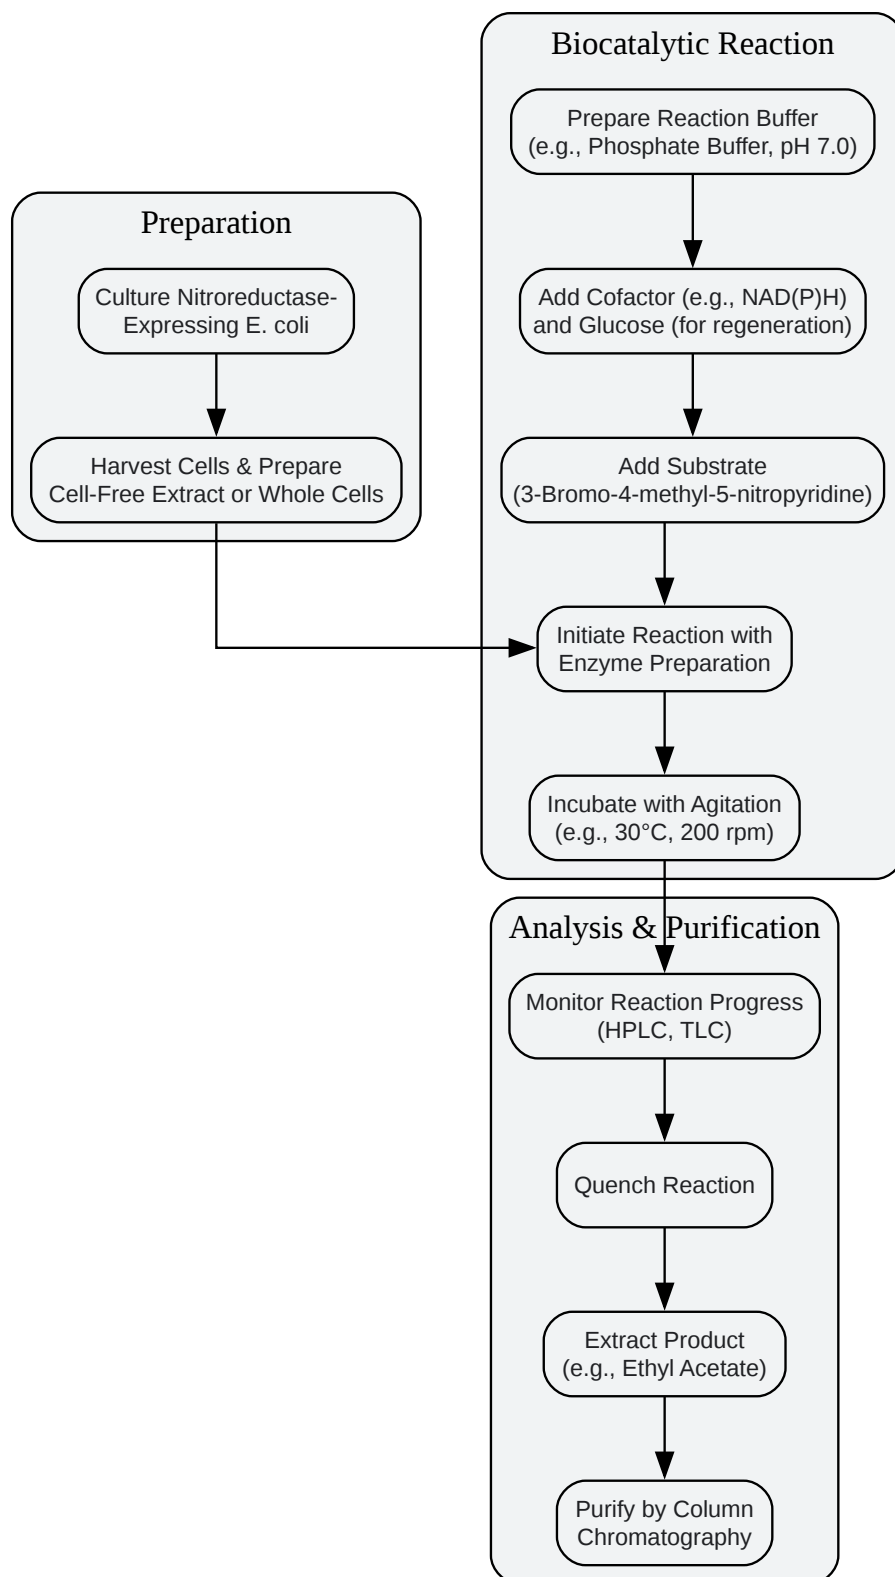 Preparation
Culture Nitroreductase-
Expressing E. coli
Harvest Cells & Prepare
Cell-Free Extract or Whole Cells
Biocatalytic Reaction
Prepare Reaction Buffer
(e.g., Phosphate Buffer, pH 7.0)
Add Cofactor (e.g., NAD(P)H)
and Glucose (for regeneration)
Add Substrate
(3-Bromo-4-methyl-5-nitropyridine)
Initiate Reaction with
Enzyme Preparation
Incubate with Agitation
(e.g., 30°C, 200 rpm)
Analysis & Purification
Monitor Reaction Progress
(HPLC, TLC)
Quench Reaction
Extract Product
(e.g., Ethyl Acetate)
Purify by Column
Chromatography